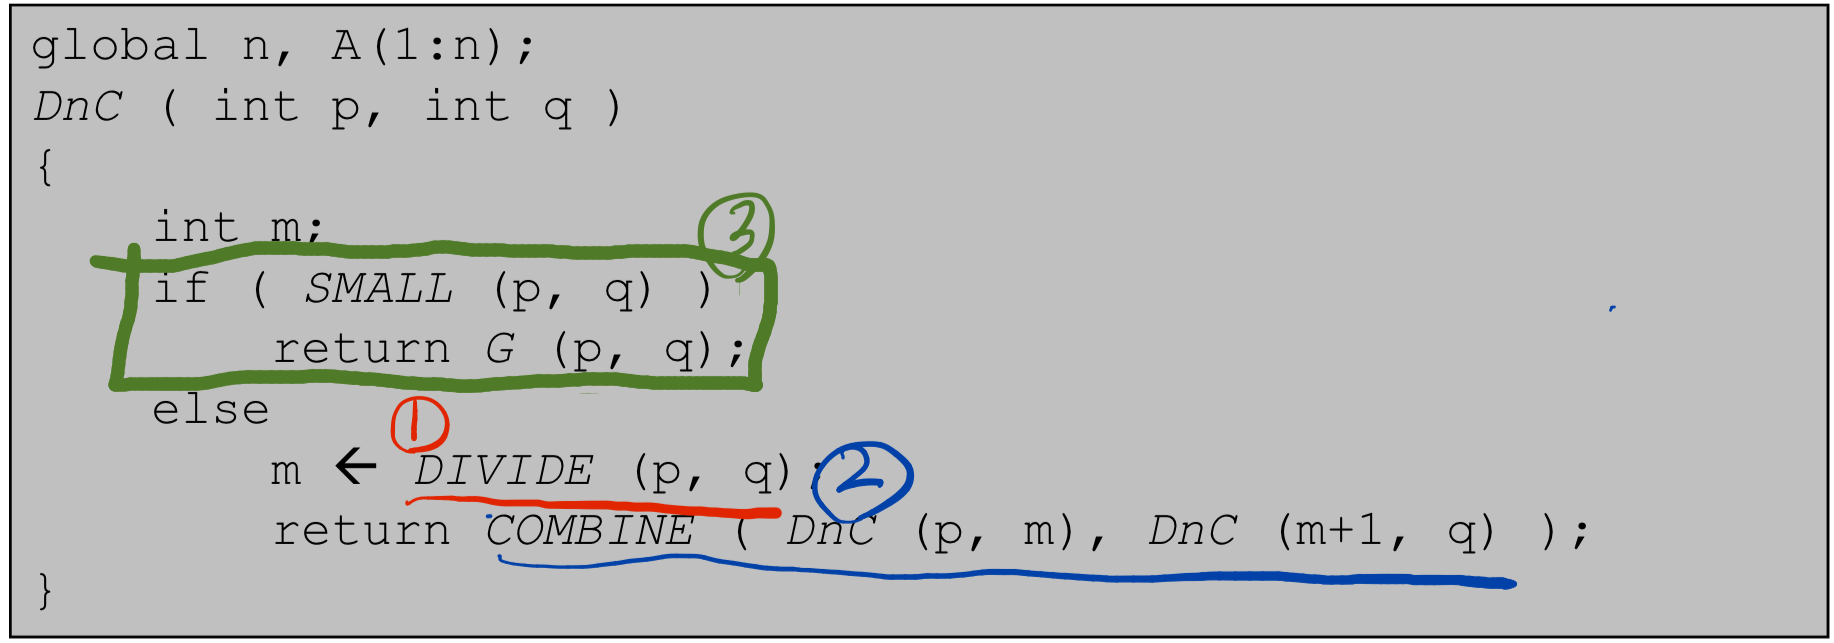 global n, A(1:n);
DnC ( int p, int q )
{
int m;
3
if ( SMALL (p, q) )
return G (p, q);
else
1
m ← DIVIDE (p, q);
2
return COMBINE ( DnC (p, m), DnC (m+1, q) );
}